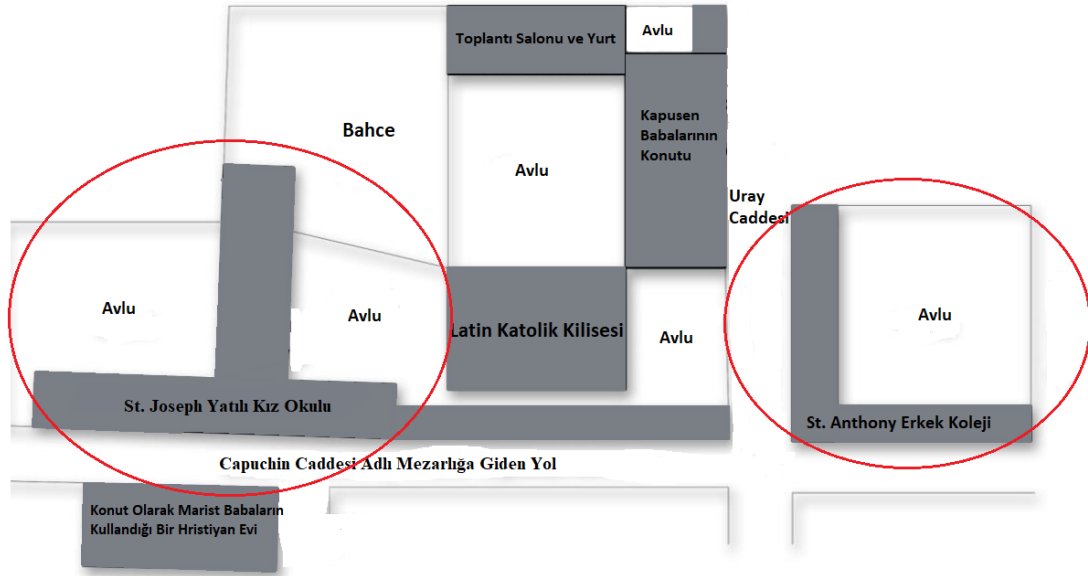 Toplantı Salonu ve Yurt
Avlu
Kapusen
Babalarının
Konutu
Bahce
Avlu
Uray
Caddesi
Avlu
Avlu
Latin Katolik Kilisesi
Avlu
Avlu
St. Joseph Yatılı Kız Okulu
St. Anthony Erkek Koleji
Capuchin Caddesi Adlı Mezarlığa Giden Yol
Konut Olarak Marist Babaların
Kullandığı Bir Hristiyan Evi